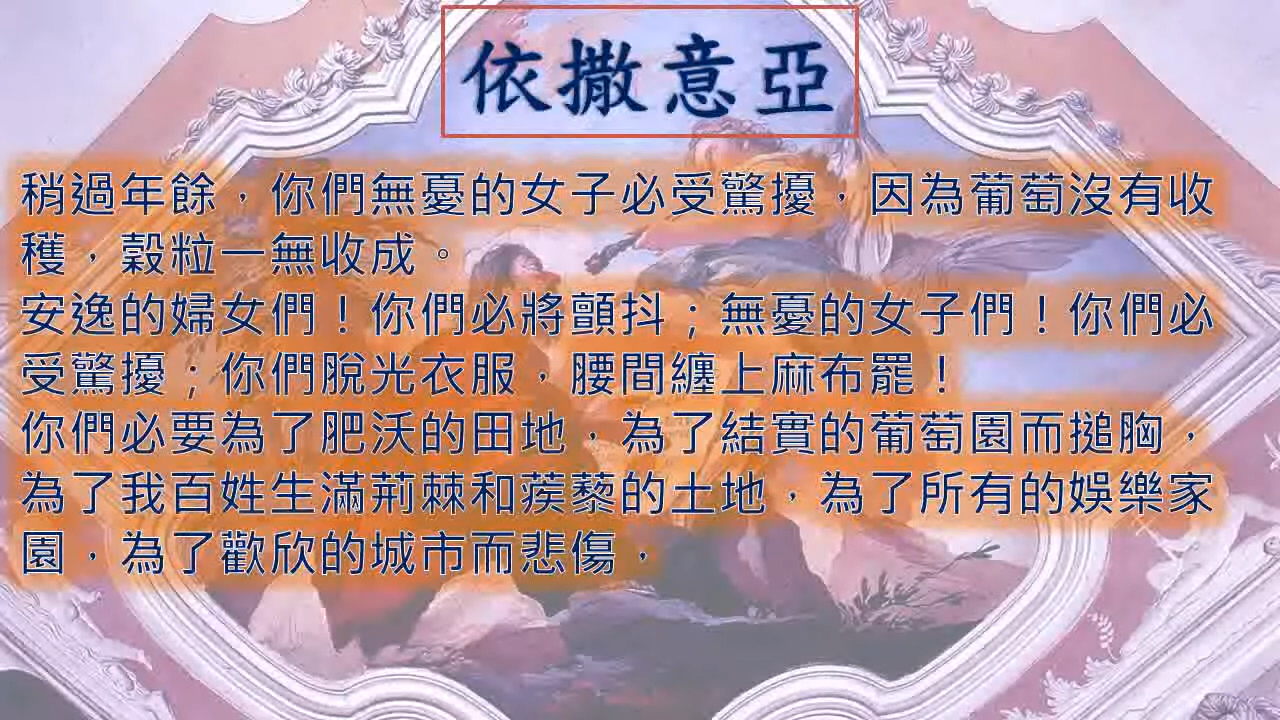 依撒意亞
稍過年餘，你們無憂的女子必受驚擾，因為葡萄沒有收
穫，穀粒一無收成。
安逸的婦女們！你們必將顫抖；無憂的女子們！你們必
受驚擾；你們脫光衣服，腰間纏上麻布罷！
你們必要為了肥沃的田地，為了結實的葡萄園而搥胸，
為了我百姓生滿荊棘和蒺藜的土地，為了所有的娛樂家
園，為了歡欣的城市而悲傷，